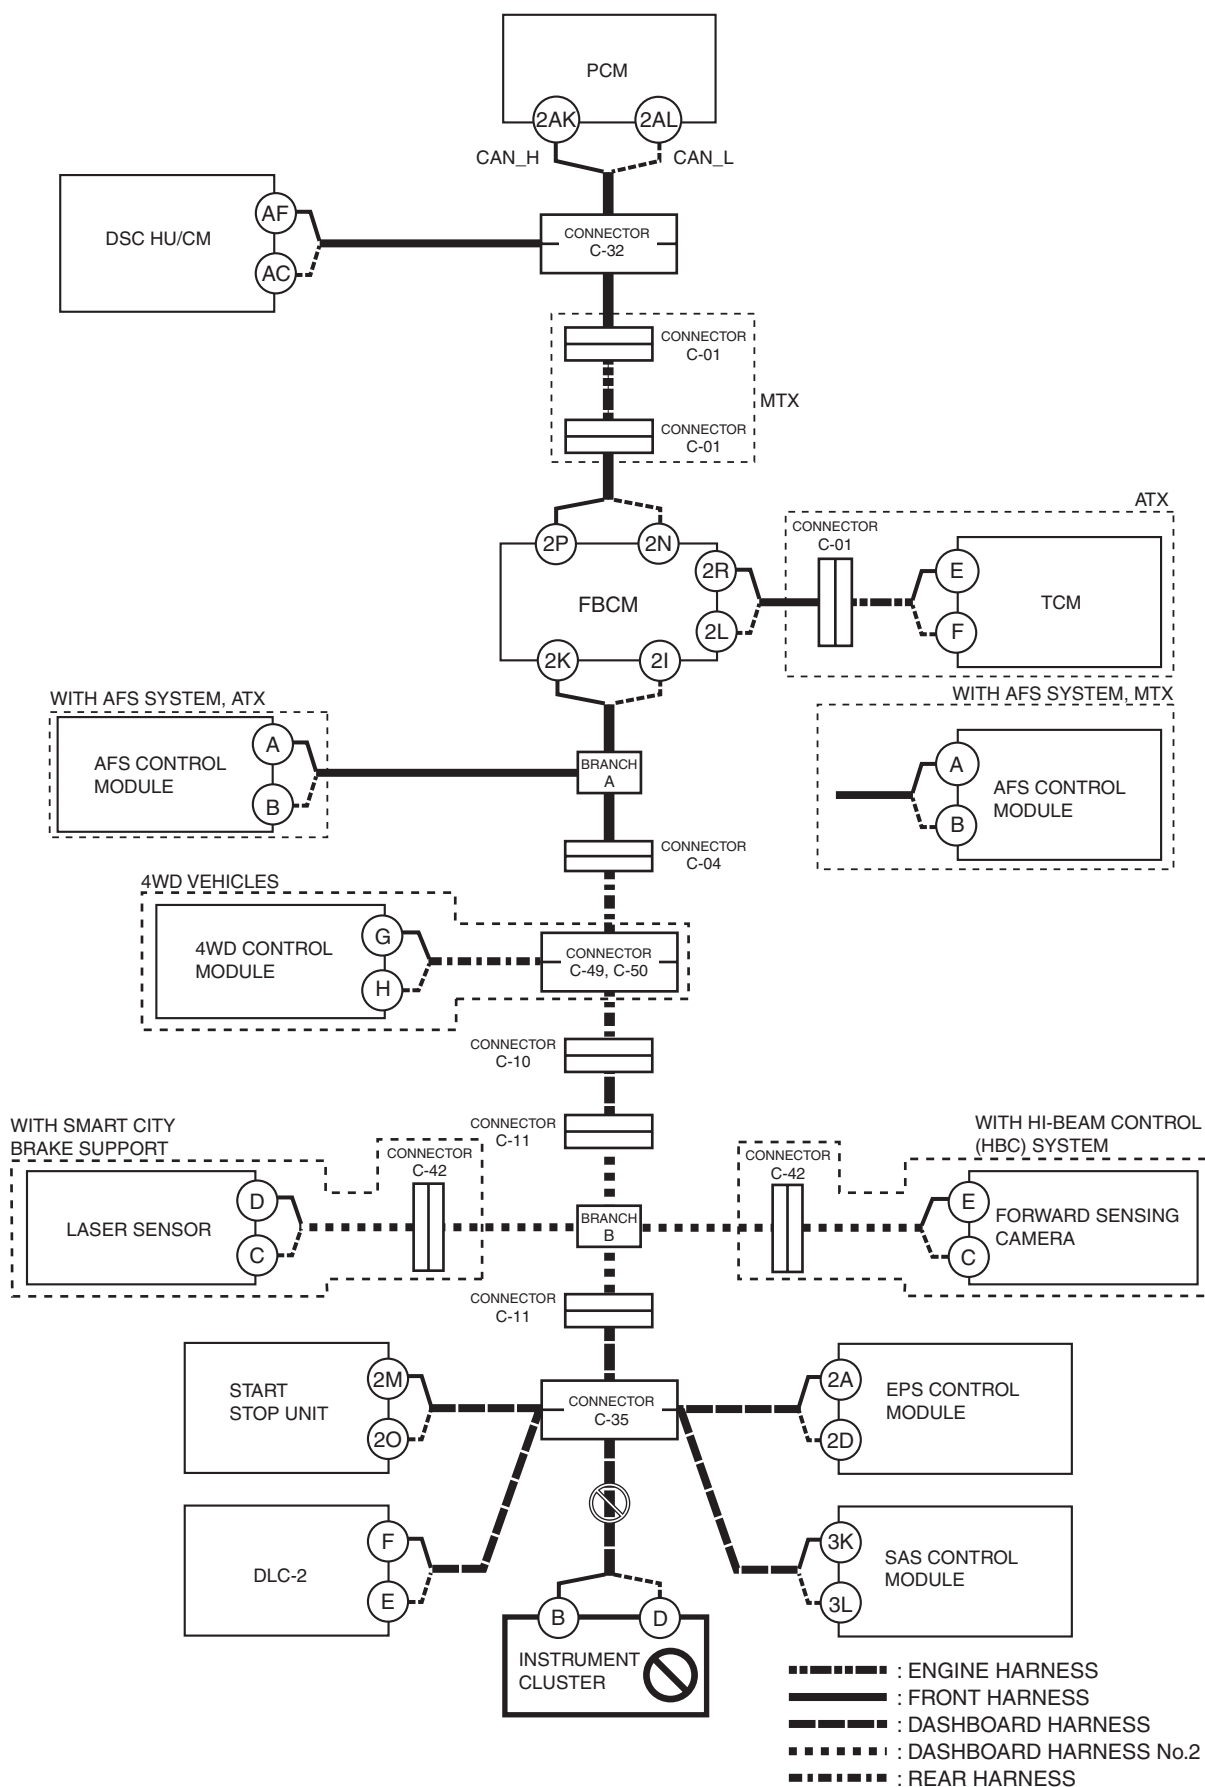 PCM
2AK
2AL
CAN_H
CAN_L
DSC HU/CM
AF
AC
CONNECTOR
C-32
CONNECTOR
C-01
MTX
CONNECTOR
C-01
2P
2N
FBCM
2R
2L
2K
2I
ATX
CONNECTOR
C-01
E
F
TCM
WITH AFS SYSTEM, ATX
AFS CONTROL
MODULE
A
B
BRANCH
A
WITH AFS SYSTEM, MTX
A
B
AFS CONTROL
MODULE
CONNECTOR
C-04
4WD VEHICLES
4WD CONTROL
MODULE
G
H
CONNECTOR
C-49, C-50
CONNECTOR
C-10
CONNECTOR
C-11
WITH SMART CITY
BRAKE SUPPORT
LASER SENSOR
D
C
CONNECTOR
C-42
BRANCH
B
WITH HI-BEAM CONTROL
(HBC) SYSTEM
CONNECTOR
C-42
E
C
FORWARD SENSING
CAMERA
CONNECTOR
C-11
START
STOP UNIT
2M
2O
CONNECTOR
C-35
2A
2D
EPS CONTROL
MODULE
DLC-2
F
E
3K
3L
SAS CONTROL
MODULE
B
D
INSTRUMENT
CLUSTER
: ENGINE HARNESS
: FRONT HARNESS
: DASHBOARD HARNESS
: DASHBOARD HARNESS No.2
: REAR HARNESS